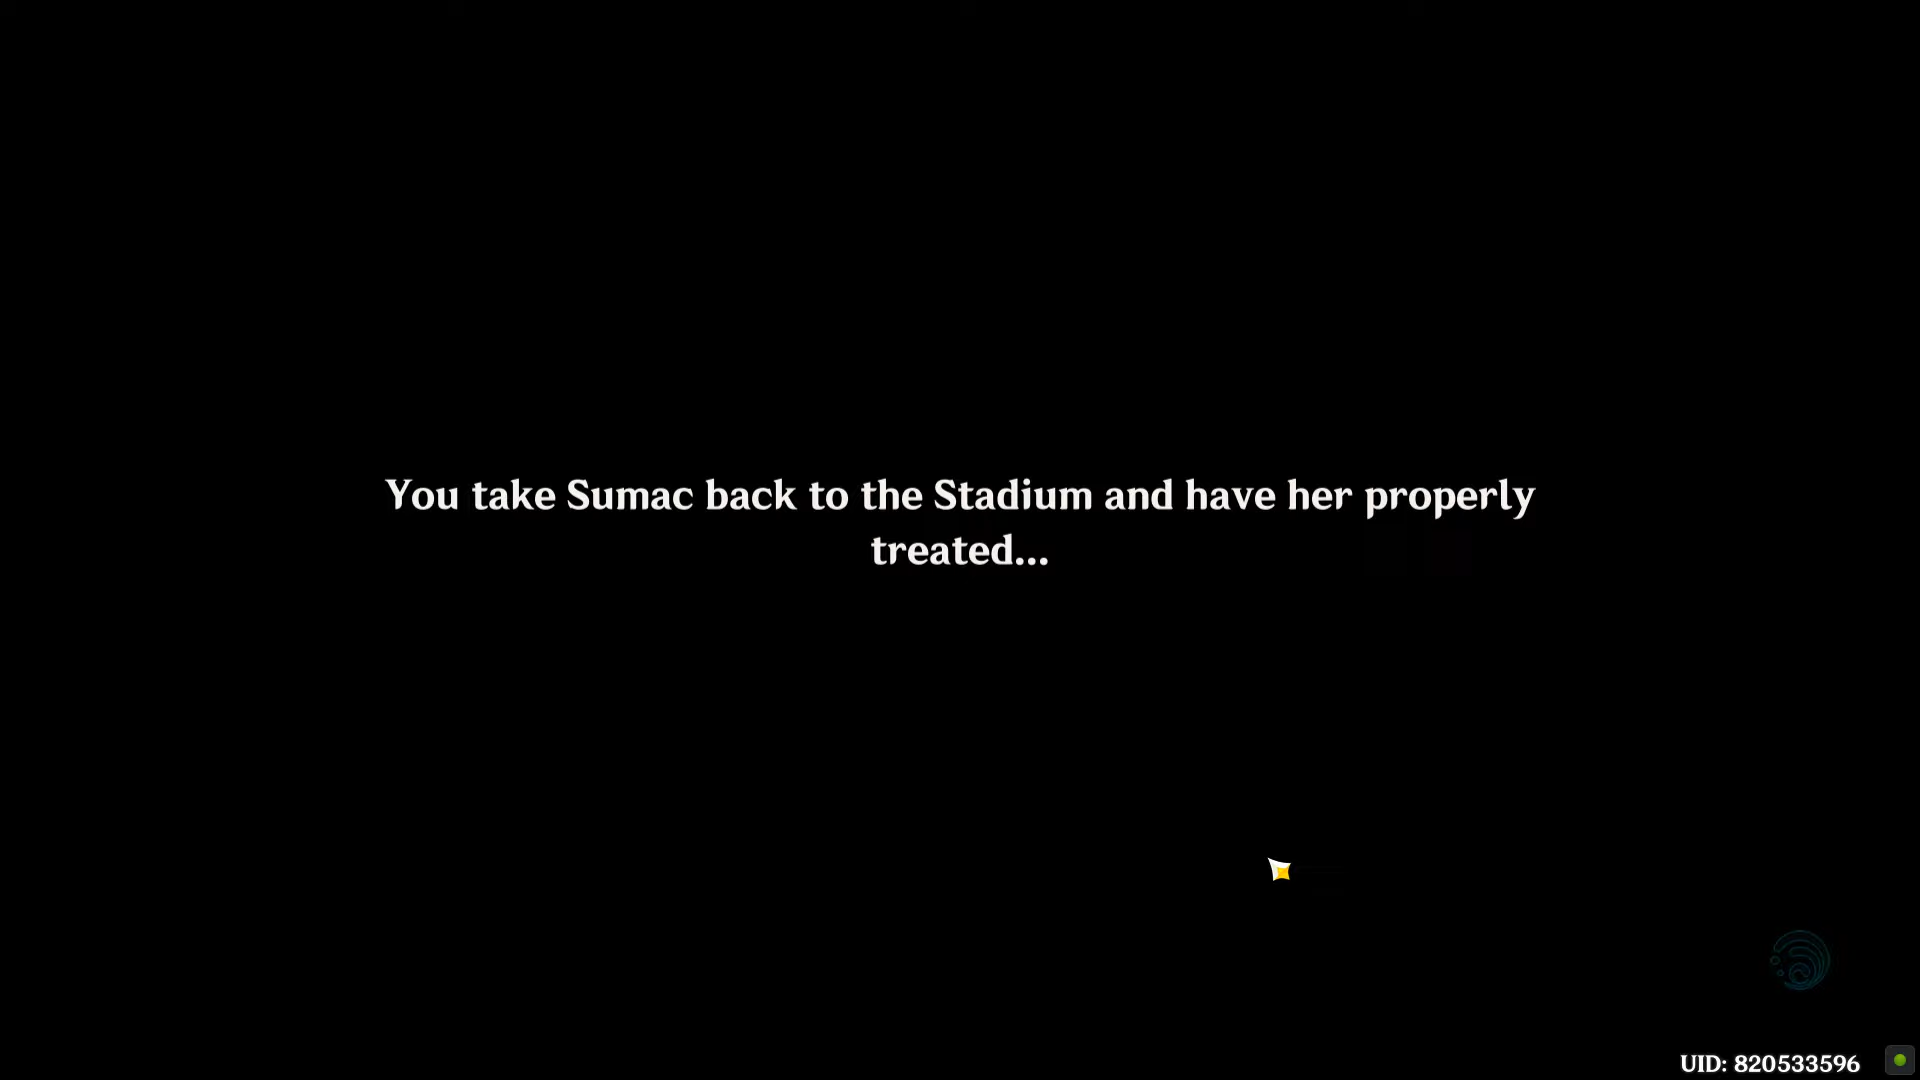 You take Sumac back to the Stadium and have her properly
treated...
UID: 820533596